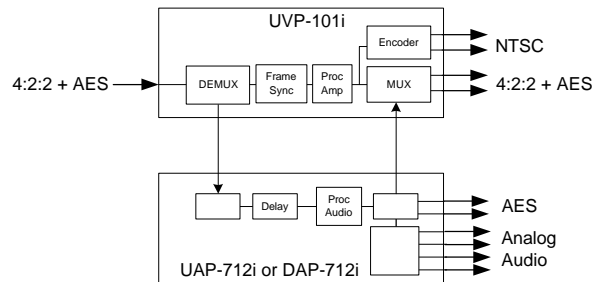 UVP-101i
Encoder
NTSC
4:2:2 + AES
DEMUX
Frame
Sync
Proc
Amp
MUX
4:2:2 + AES
Delay
Proc
Audio
AES
Analog
Audio
UAP-712i or DAP-712i